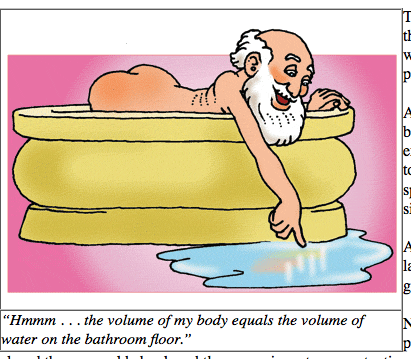 “Hmmm . . . the volume of my body equals the volume of
water on the bathroom floor.”